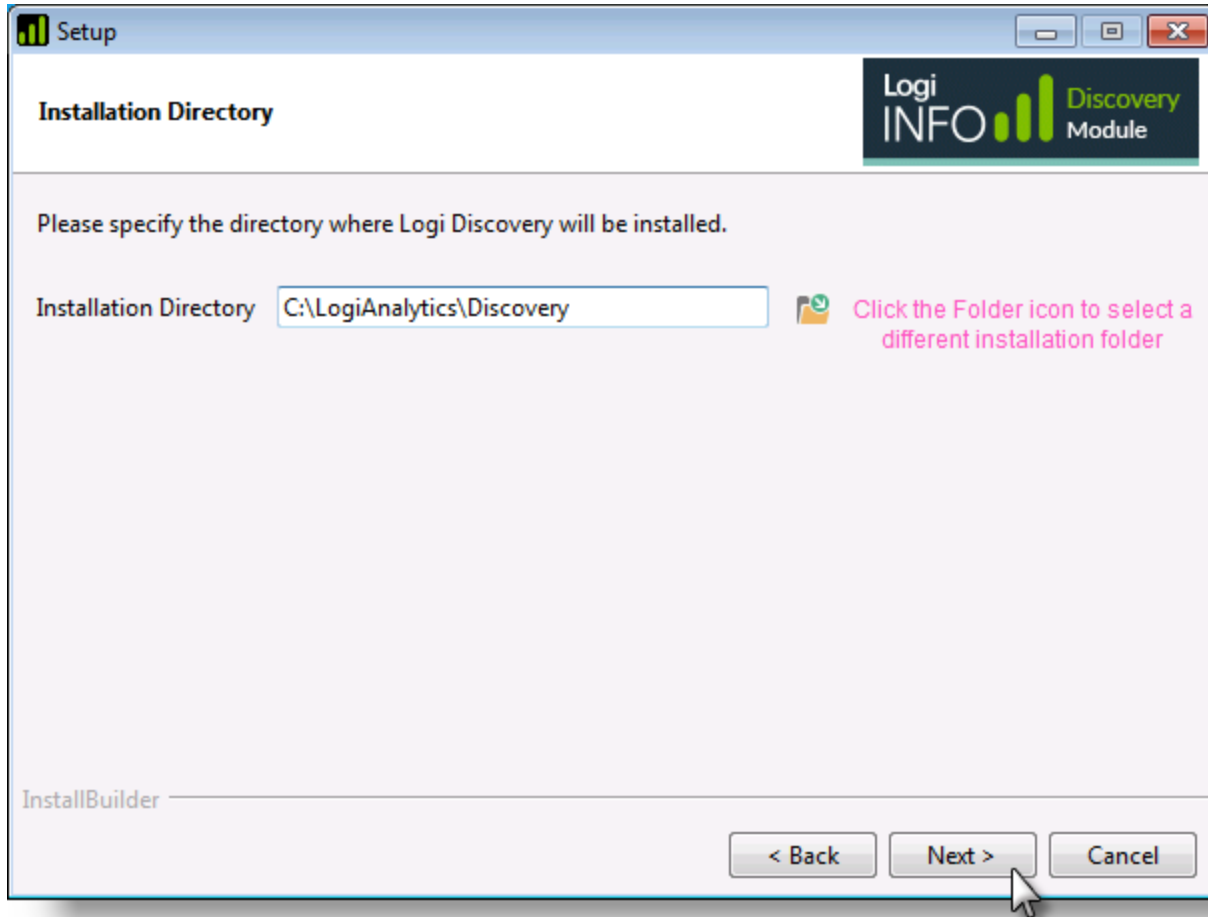 Setup
Installation Directory
Logi
INFO
Discovery
Module
Please specify the directory where Logi Discovery will be installed.
Installation Directory C:\LogiAnalytics\Discovery
Click the Folder icon to select a
different installation folder
InstallBuilder
< Back Next > Cancel